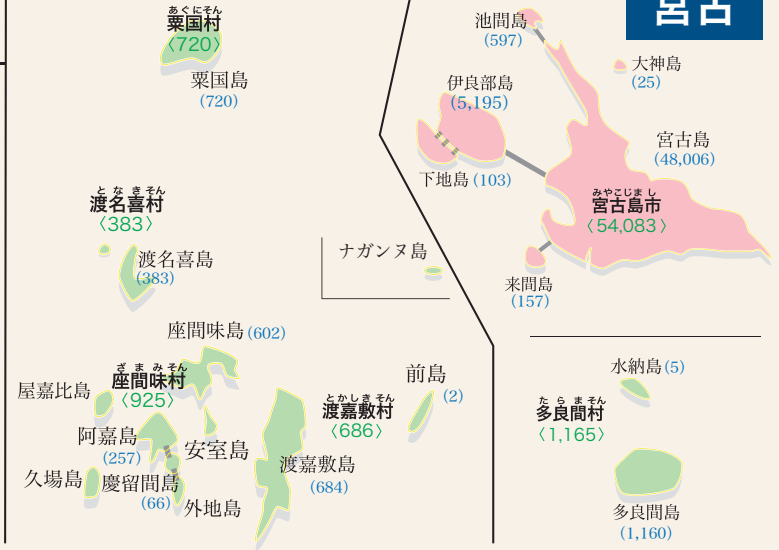 あぐにそん
粟国村
〈720〉
粟国島
(720)
となきそん
渡名喜村
〈383〉
渡名喜島
(383)
ナガンヌ島
座間味島(602)
ざまみそん
座間味村
〈925〉
屋嘉比島
阿嘉島
(257)
安室島
久場島
慶留間島
(66)
外地島
とかしきそん
渡嘉敷村
〈686〉
前島
(2)
渡嘉敷島
(684)
宮古
池間島
(597)
大神島
(25)
伊良部島
(5,195)
宮古島
(48,006)
下地島(103)
みやこじまし
宮古島市
〈54,083〉
来間島
(157)
水納島(5)
たらまそん
多良間村
〈1,165〉
多良間島
(1,160)